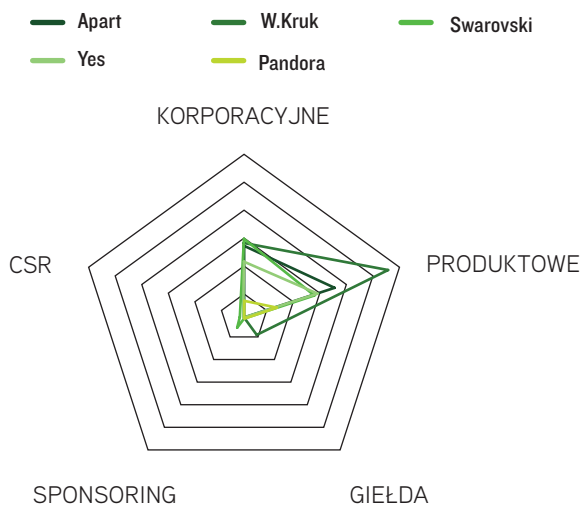 Apart
W.Kruk
Swarovski
Yes
Pandora
KORPORACYJNE
CSR
PRODUKTOWE
SPONSORING
GIEŁDA